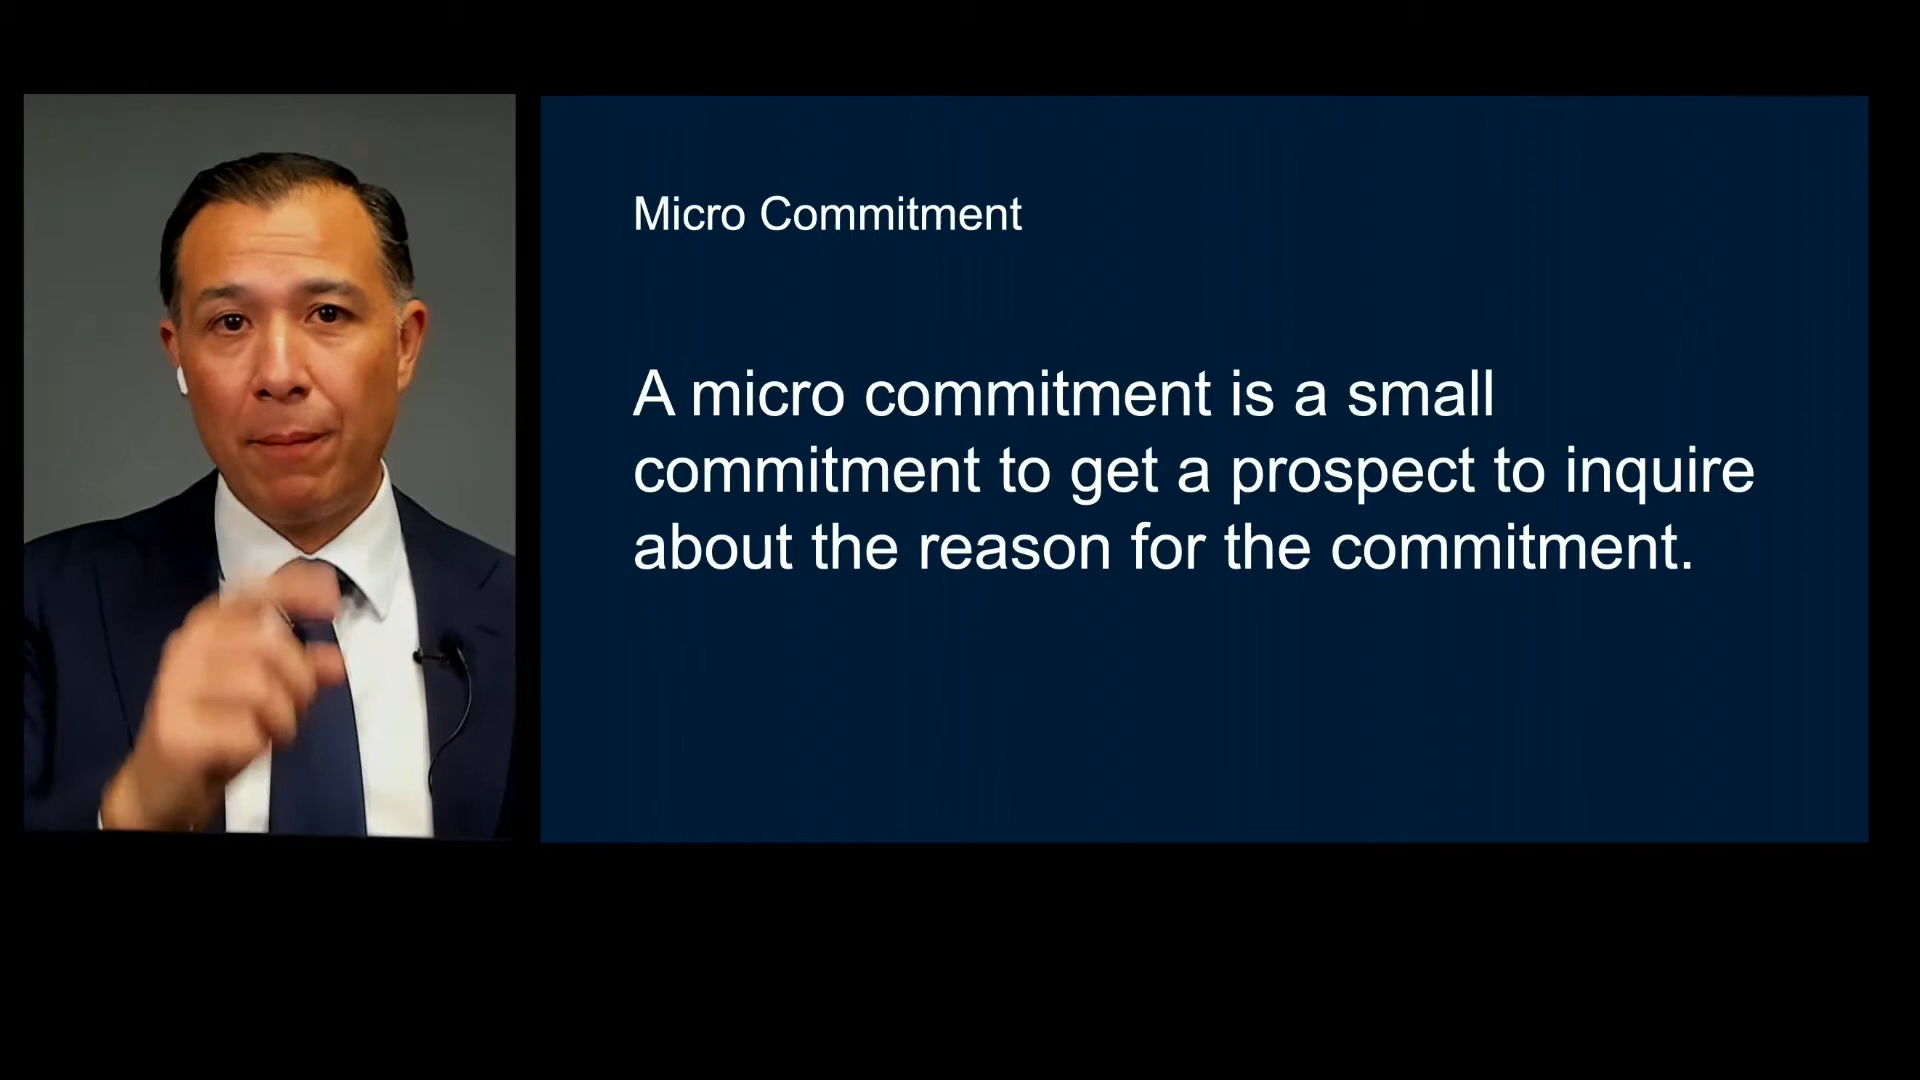 Micro Commitment
A micro commitment is a small
commitment to get a prospect to inquire
about the reason for the commitment.